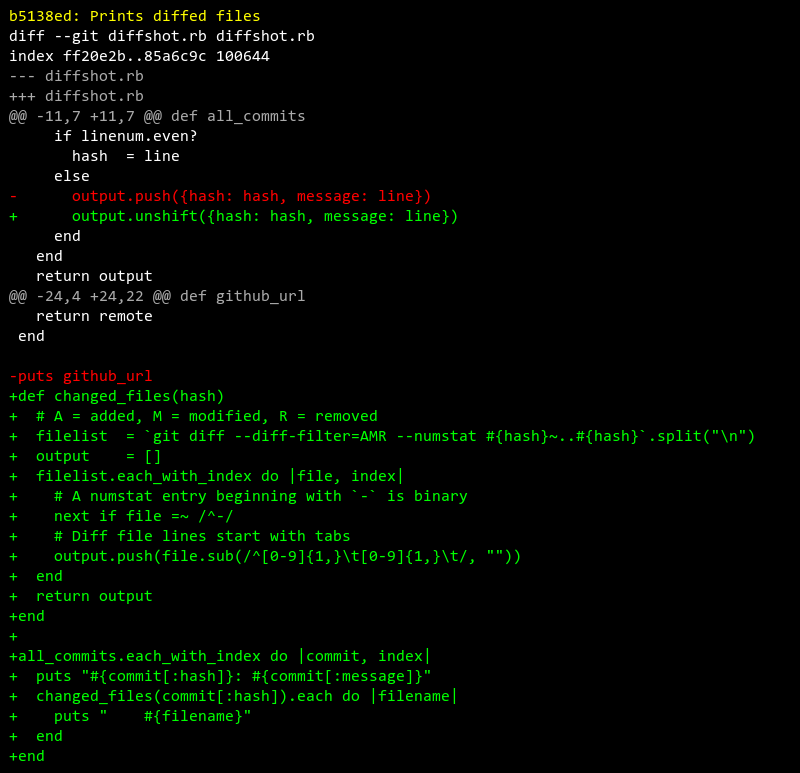 b5138ed: Prints diffed files
diff --git diffshot.rb diffshot.rb
index ff20e2b..85a6c9c 100644
--- diffshot.rb
+++ diffshot.rb
@@ -11,7 +11,7 @@ def all_commits
     if linenum.even?
       hash  = line
     else
-      output.push({hash: hash, message: line})
+      output.unshift({hash: hash, message: line})
     end
   end
   return output
@@ -24,4 +24,22 @@ def github_url
   return remote
 end

-puts github_url
+def changed_files(hash)
+  # A = added, M = modified, R = removed
+  filelist  = `git diff --diff-filter=AMR --numstat #{hash}~..#{hash}`.split("\n")
+  output    = []
+  filelist.each_with_index do |file, index|
+    # A numstat entry beginning with `-` is binary
+    next if file =~ /^-/
+    # Diff file lines start with tabs
+    output.push(file.sub(/^[0-9]{1,}\t[0-9]{1,}\t/, ""))
+  end
+  return output
+end
+
+all_commits.each_with_index do |commit, index|
+  puts "#{commit[:hash]}: #{commit[:message]}"
+  changed_files(commit[:hash]).each do |filename|
+    puts "    #{filename}"
+  end
+end